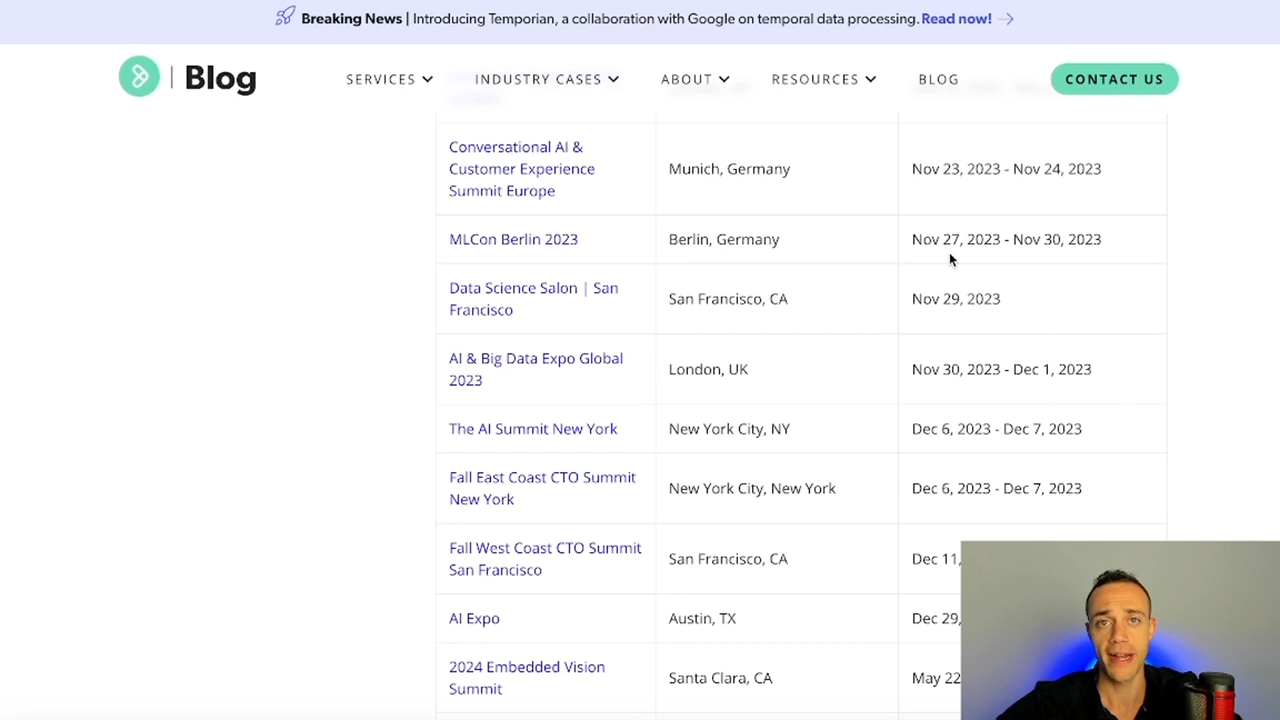 Breaking News | Introducing Temporian, a collaboration with Google on temporal data processing. Read now!
Blog
SERVICES
INDUSTRY CASES
ABOUT
RESOURCES
BLOG
CONTACT US
Conversational AI &
Customer Experience
Summit Europe
Munich, Germany
Nov 23, 2023 - Nov 24, 2023
MLCon Berlin 2023
Berlin, Germany
Nov 27, 2023 - Nov 30, 2023
Data Science Salon | San
Francisco
San Francisco, CA
Nov 29, 2023
AI & Big Data Expo Global
2023
London, UK
Nov 30, 2023 - Dec 1, 2023
The AI Summit New York
New York City, NY
Dec 6, 2023 - Dec 7, 2023
Fall East Coast CTO Summit
New York
New York City, New York
Dec 6, 2023 - Dec 7, 2023
Fall West Coast CTO Summit
San Francisco
San Francisco, CA
Dec 11,
AI Expo
Austin, TX
Dec 29,
2024 Embedded Vision
Summit
Santa Clara, CA
May 22